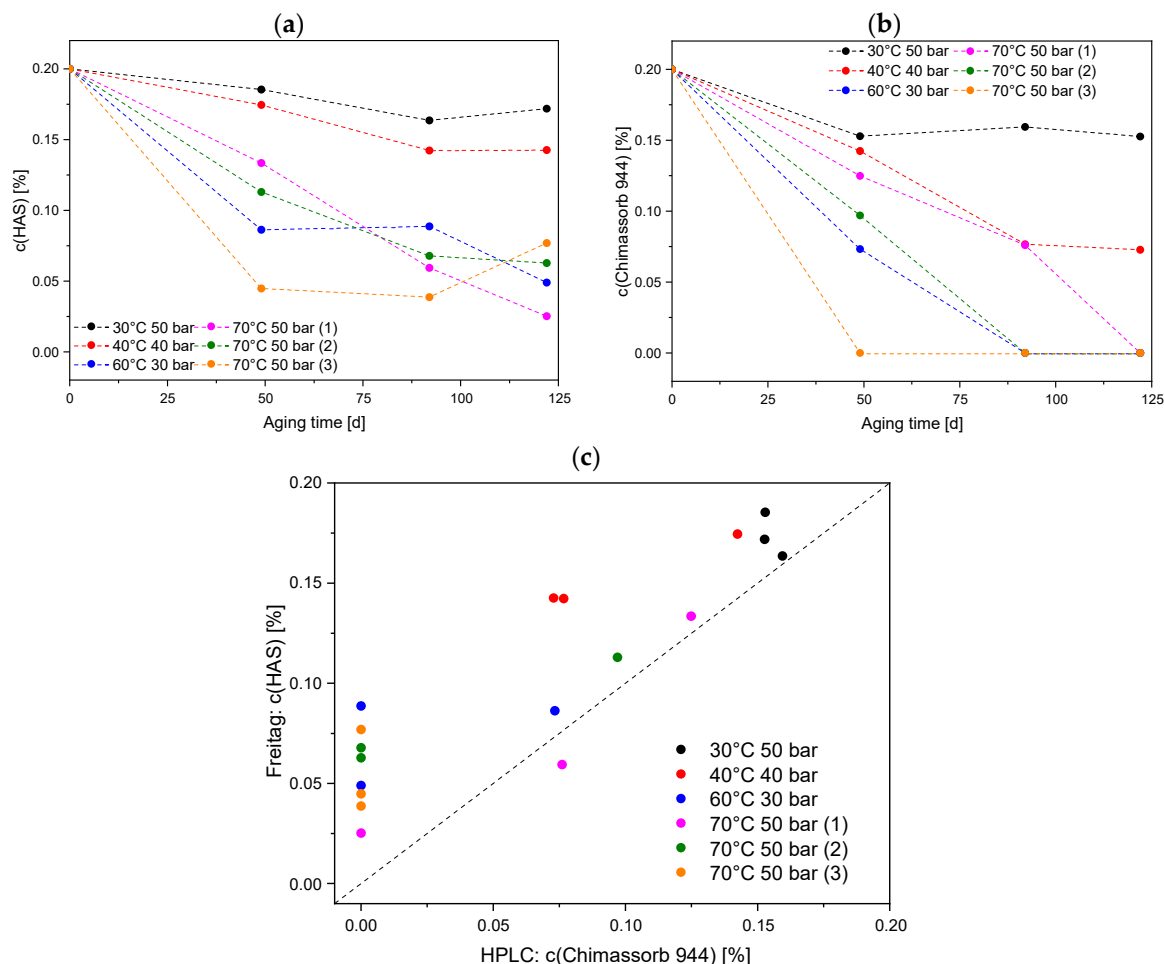 (a)
0.20
0.15
0.10
0.05
0.00
c(HAS) [%]
30°C 50 bar
40°C 40 bar
60°C 30 bar
70°C 50 bar (1)
70°C 50 bar (2)
70°C 50 bar (3)
0 25 50 75 100 125
Aging time [d]
(b)
0.20
0.15
0.10
0.05
0.00
c(Chimassorb 944) [%]
30°C 50 bar
40°C 40 bar
60°C 30 bar
70°C 50 bar (1)
70°C 50 bar (2)
70°C 50 bar (3)
0 25 50 75 100 125
Aging time [d]
(c)
0.20
0.15
0.10
0.05
0.00
Freitag: c(HAS) [%]
30°C 50 bar
40°C 40 bar
60°C 30 bar
70°C 50 bar (1)
70°C 50 bar (2)
70°C 50 bar (3)
0.00 0.05 0.10 0.15 0.20
HPLC: c(Chimassorb 944) [%]